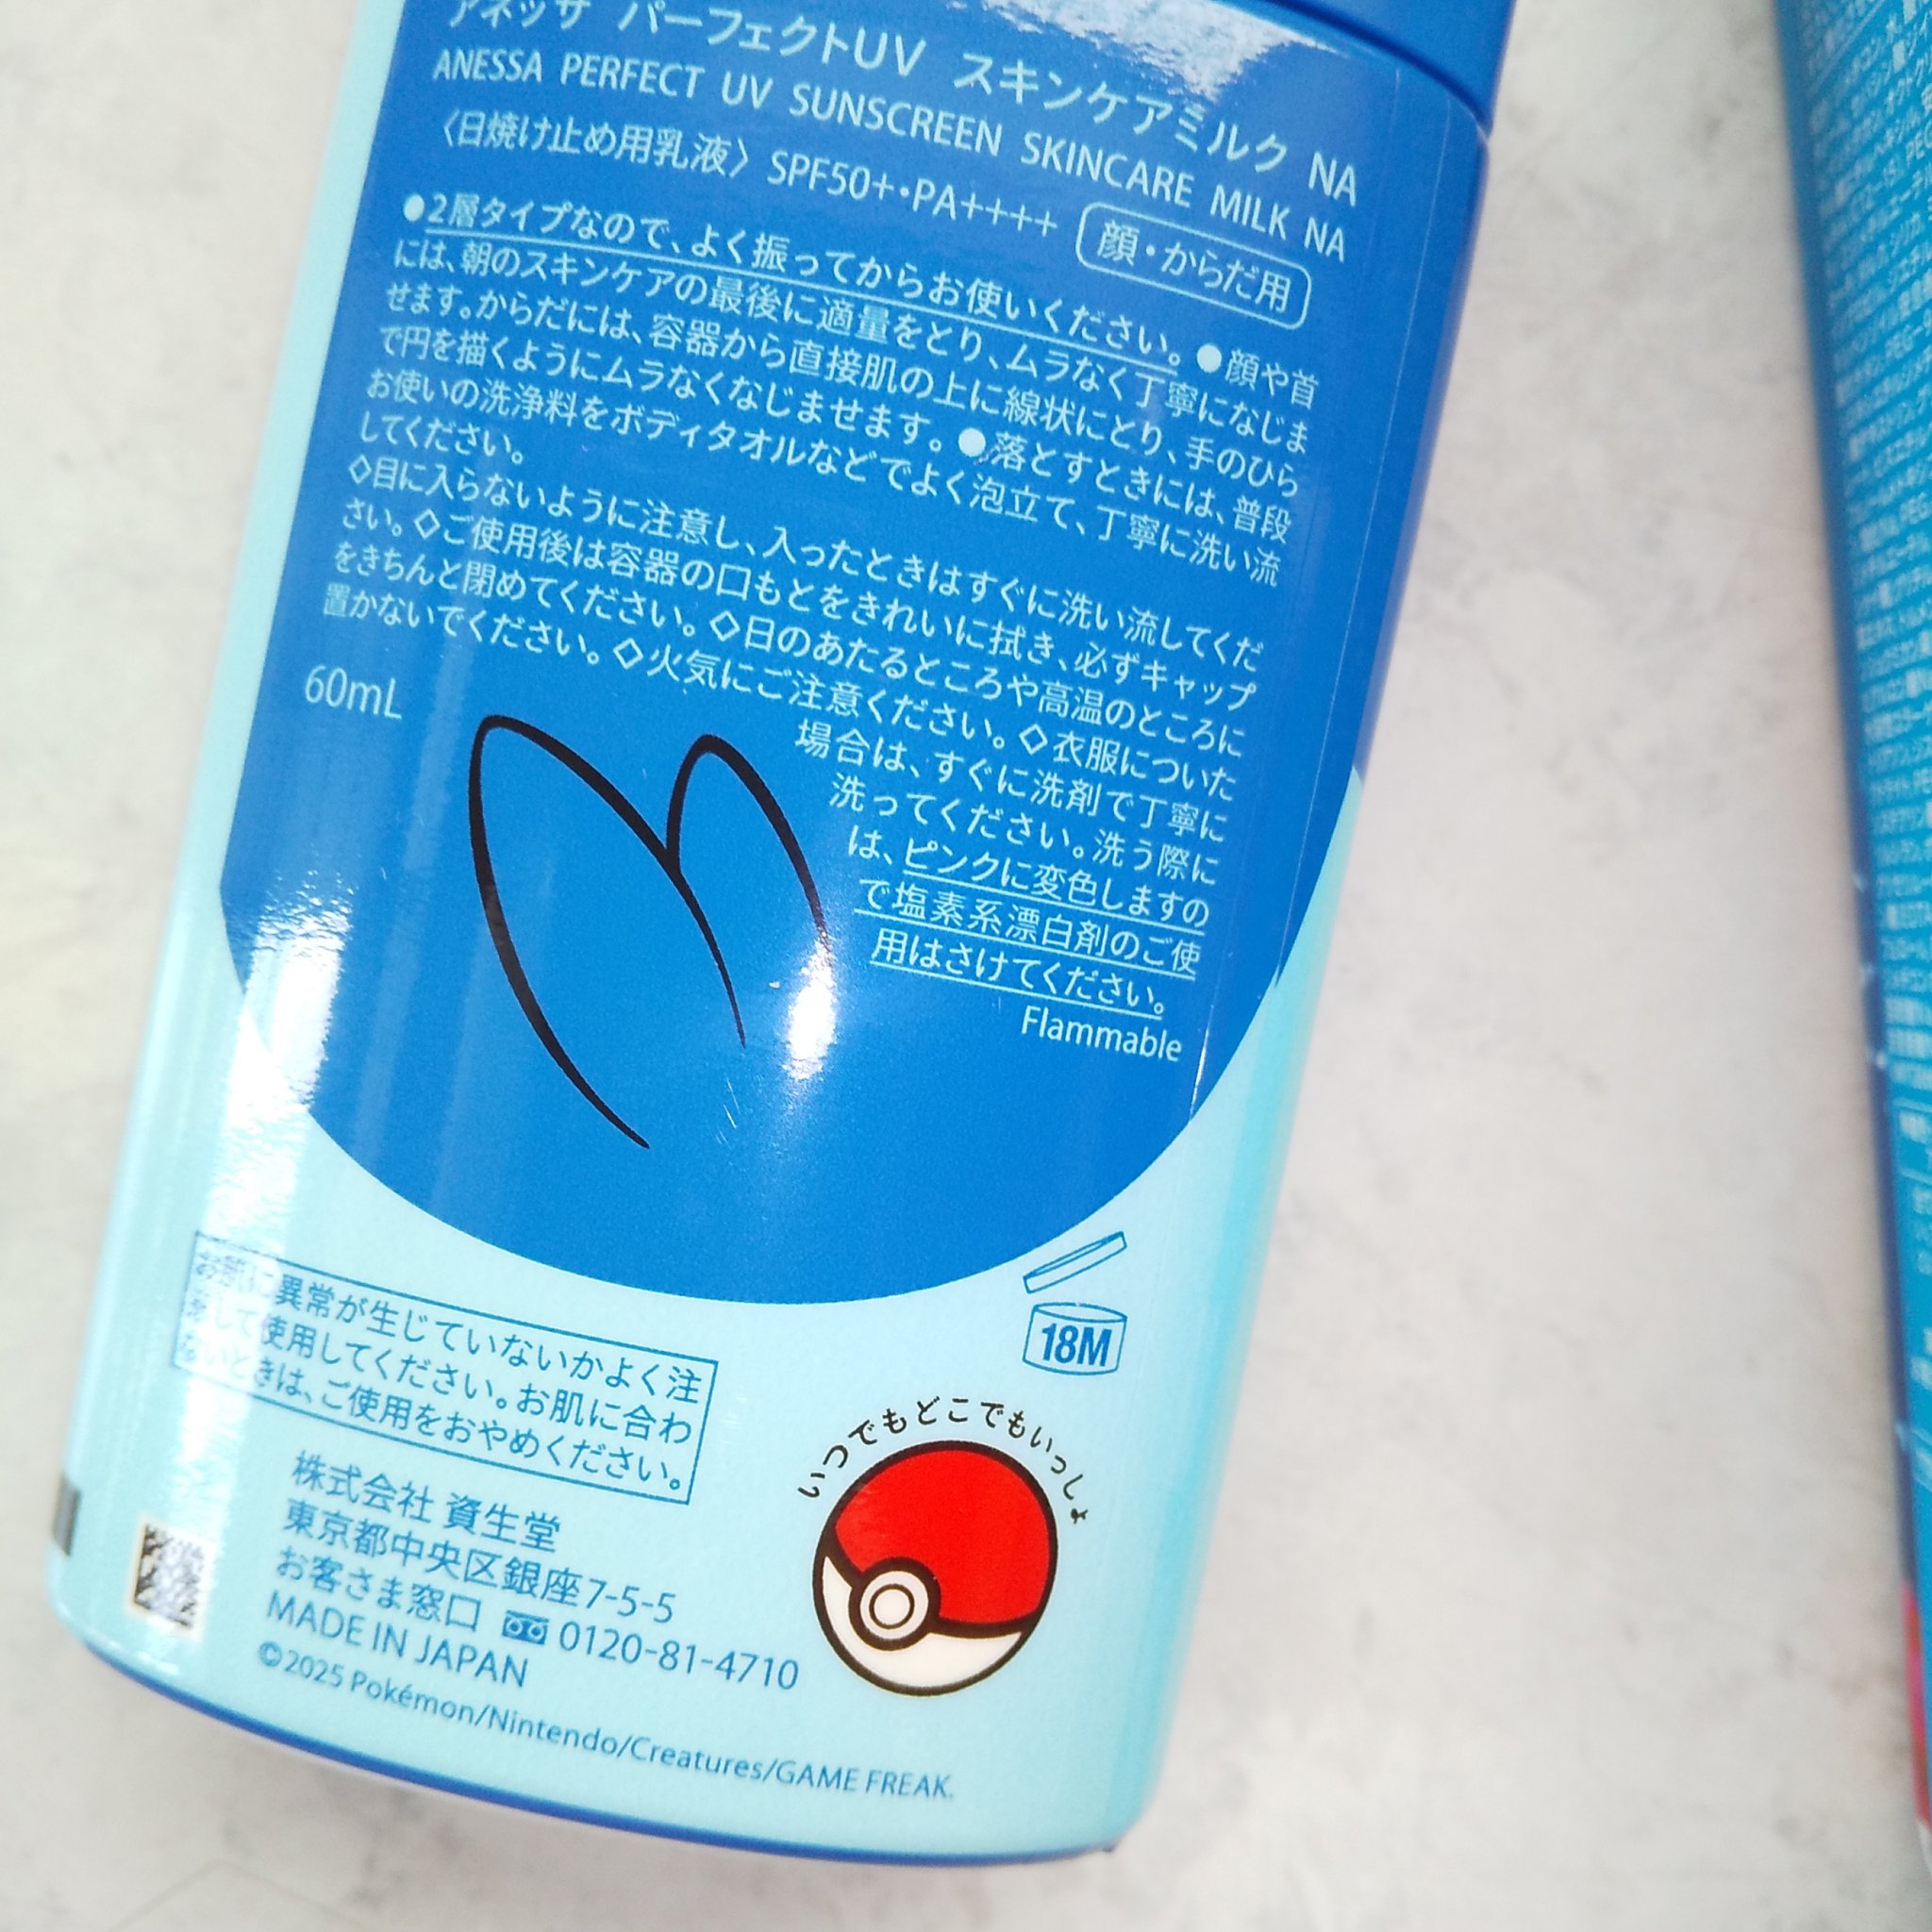 アネッサ パーフェクトUV スキンケアミルク NA
ANESSA PERFECT UV SUNSCREEN SKINCARE MILK NA
〈日焼け止め用乳液〉SPF50+・PA++++ 顔・からだ用
●2層タイプなので、よく振ってからお使いください。●顔や首
には、朝のスキンケアの最後に適量をとり、ムラなく丁寧になじま
せます。からだには、容器から直接肌の上に線状にとり、手のひら
で円を描くようにムラなくなじませます。●落とすときには、普段
お使いの洗浄料をボディタオルなどでよく泡立て、丁寧に洗い流
してください。
◇目に入らないように注意し、入ったときはすぐに洗い流してくだ
さい。◇ご使用後は容器の口もとをきれいに拭き、必ずキャップ
をきちんと閉めてください。◇日のあたるところや高温のところに
置かないでください。◇火気にご注意ください。◇衣服についた
場合は、すぐに洗剤で丁寧に
洗ってください。洗う際に
は、ピンクに変色しますの
で塩素系漂白剤のご使
用はさけてください。
Flammable
60mL
18M
お肌に異常が生じていないかよく注
意して使用してください。お肌に合わ
ないときは、ご使用をおやめください。
いつでもどこでもいっしょ
株式会社 資生堂
東京都中央区銀座7-5-5
お客さま窓口 0120-81-4710
MADE IN JAPAN
©2025 Pokémon/Nintendo/Creatures/GAME FREAK.